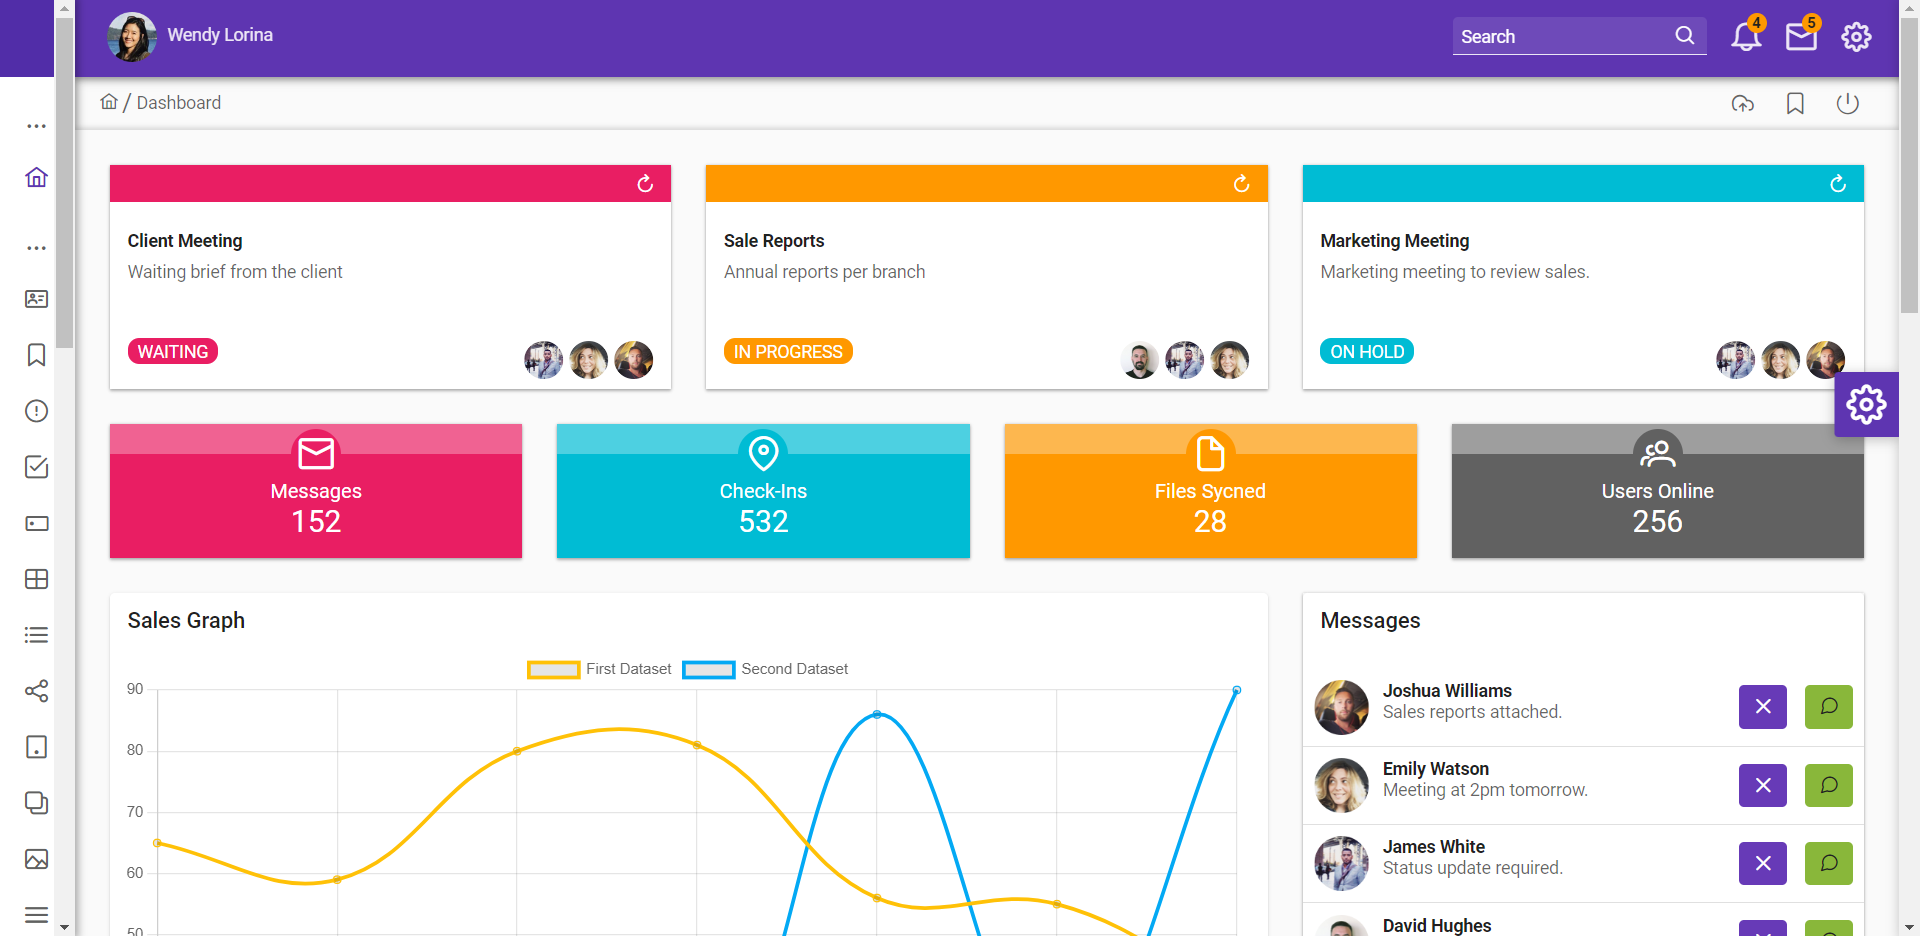 Wendy Lorina
Search
4
5
/ Dashboard
Client Meeting
Waiting brief from the client
WAITING
Sale Reports
Annual reports per branch
IN PROGRESS
Marketing Meeting
Marketing meeting to review sales.
ON HOLD
Messages
152
Check-Ins
532
Files Sycned
28
Users Online
256
Sales Graph
First Dataset
Second Dataset
90
80
70
60
50
Messages
Joshua Williams
Sales reports attached.
Emily Watson
Meeting at 2pm tomorrow.
James White
Status update required.
David Hughes